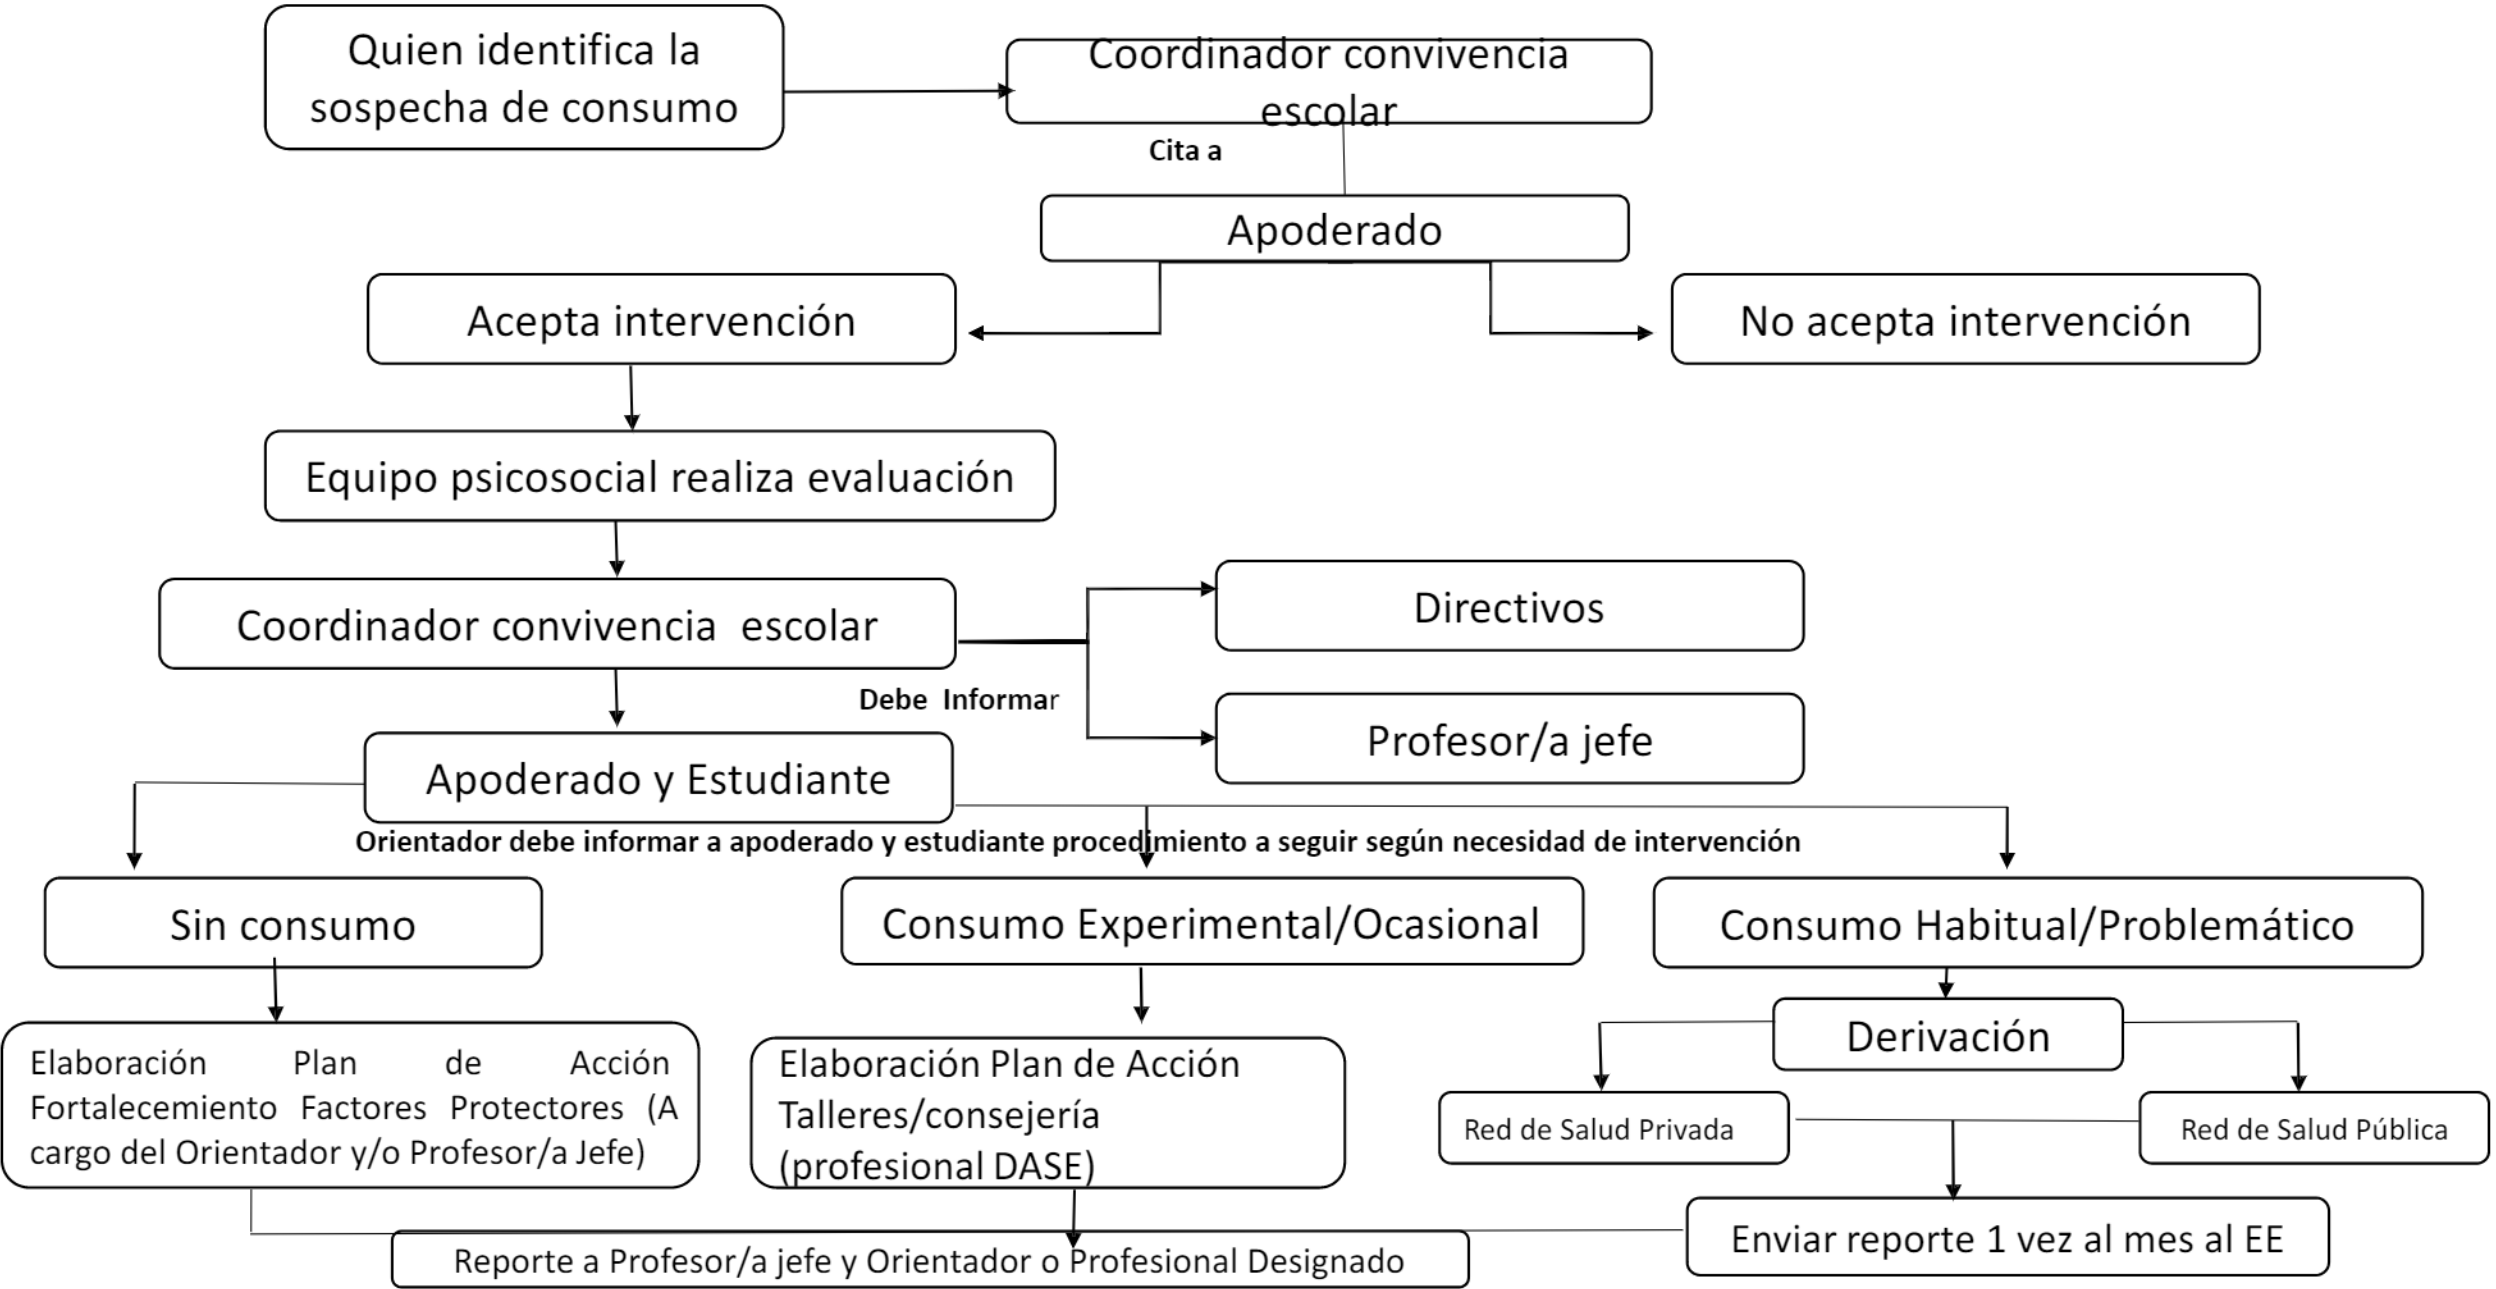 Quien identifica la
sospecha de consumo
Coordinador convivencia
escolar
Cita a
Apoderado
Acepta intervención
No acepta intervención
Equipo psicosocial realiza evaluación
Coordinador convivencia  escolar
Directivos
Debe  Informar
Profesor/a jefe
Apoderado y Estudiante
Orientador debe informar a apoderado y estudiante procedimiento a seguir según necesidad de intervención
Sin consumo
Consumo Experimental/Ocasional
Consumo Habitual/Problemático
Elaboración Plan de Acción
Fortalecemiento Factores Protectores (A
cargo del Orientador y/o Profesor/a Jefe)
Elaboración Plan de Acción
Talleres/consejería
(profesional DASE)
Derivación
Red de Salud Privada
Red de Salud Pública
Enviar reporte 1 vez al mes al EE
Reporte a Profesor/a jefe y Orientador o Profesional Designado